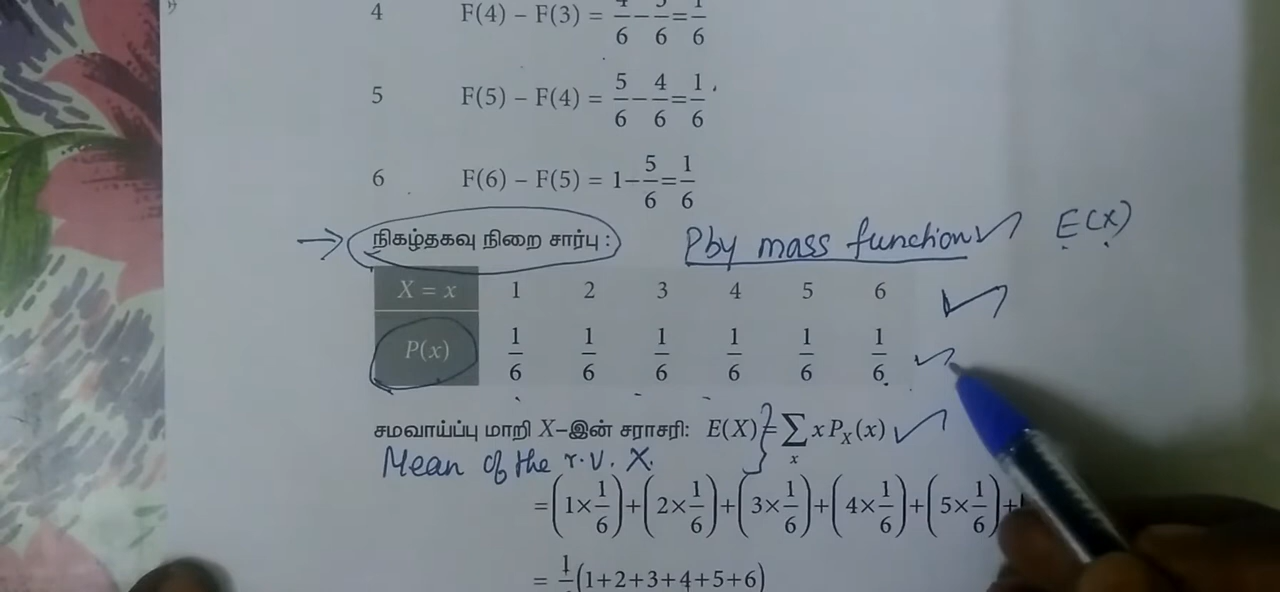 4 F(4) – F(3) = 4/6 – 3/6 = 1/6
5 F(5) – F(4) = 5/6 – 4/6 = 1/6
6 F(6) – F(5) = 1 – 5/6 = 1/6
நிகழ்தகவு நிறை சார்பு : Pby mass function E(X)
X = x 1 2 3 4 5 6
P(x) 1/6 1/6 1/6 1/6 1/6 1/6
சமவாய்ப்பு மாறி X–இன் சராசரி: E(X) = ∑x x PX(x)
Mean of the r.v. X.
= (1×1/6) + (2×1/6) + (3×1/6) + (4×1/6) + (5×1/6) +
= 1/ (1+2+3+4+5+6)